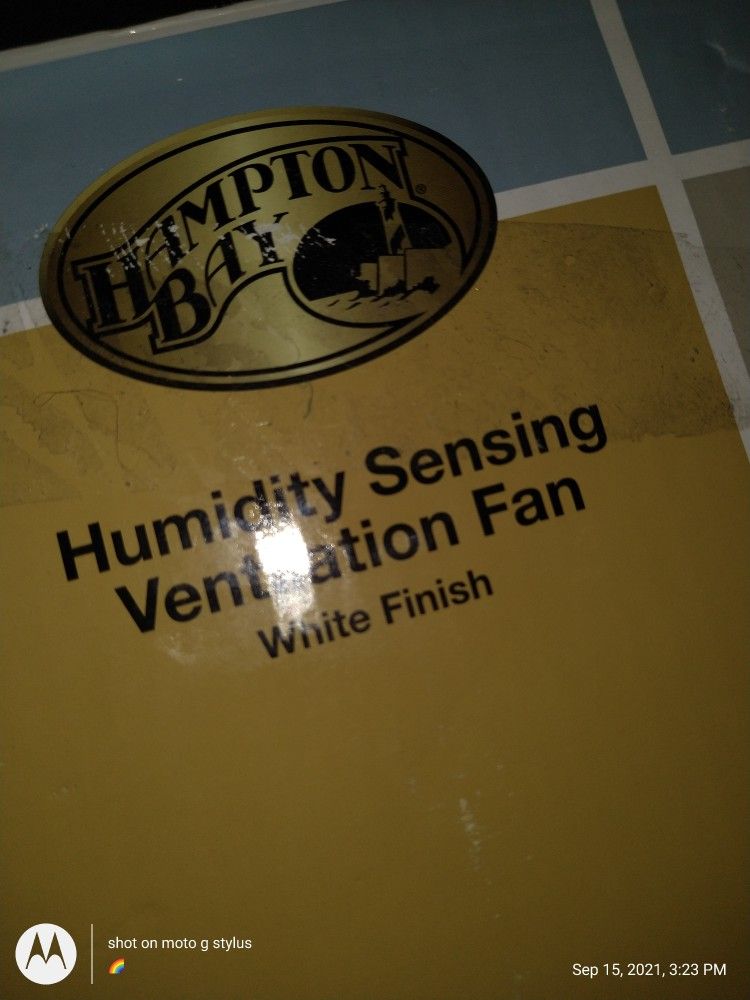 HAMPTON
BAY
®
Humidity Sensing
Ventilation Fan
White Finish
shot on moto g stylus
🌈
Sep 15, 2021, 3:23 PM